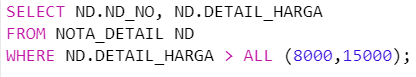 SELECT ND.ND_NO, ND.DETAIL_HARGA
FROM NOTA_DETAIL ND
WHERE ND.DETAIL_HARGA > ALL (8000,15000);